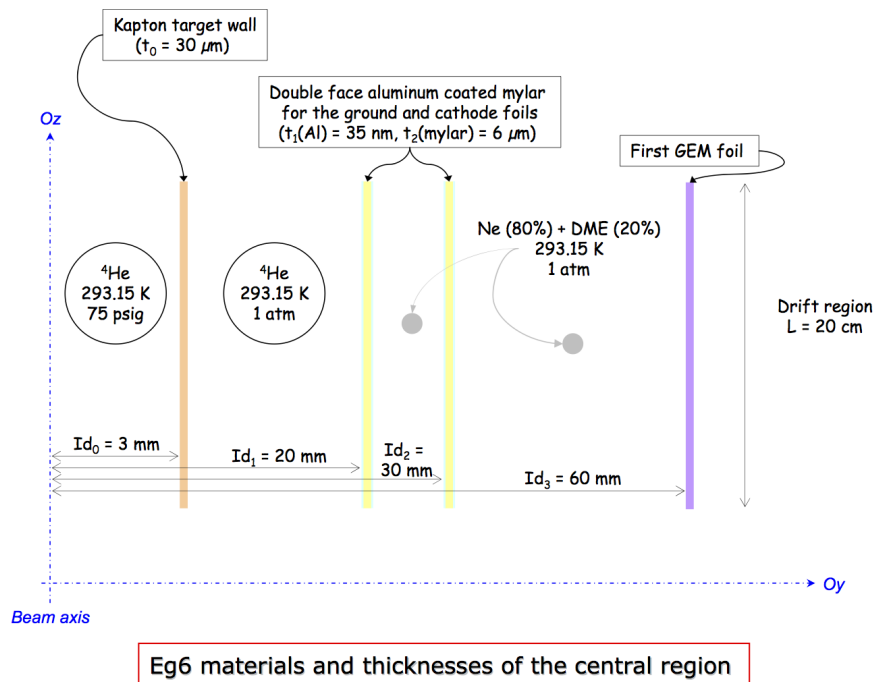 Kapton target wall
(t₀ = 30 µm)
Double face aluminum coated mylar
for the ground and cathode foils
(t₁(Al) = 35 nm, t₂(mylar) = 6 µm)
Oz
First GEM foil
Ne (80%) + DME (20%)
293.15 K
1 atm
⁴He
293.15 K
75 psig
⁴He
293.15 K
1 atm
Drift region
L = 20 cm
Id₀ = 3 mm
Id₁ = 20 mm
Id₂ =
30 mm
Id₃ = 60 mm
Oy
Beam axis
Eg6 materials and thicknesses of the central region